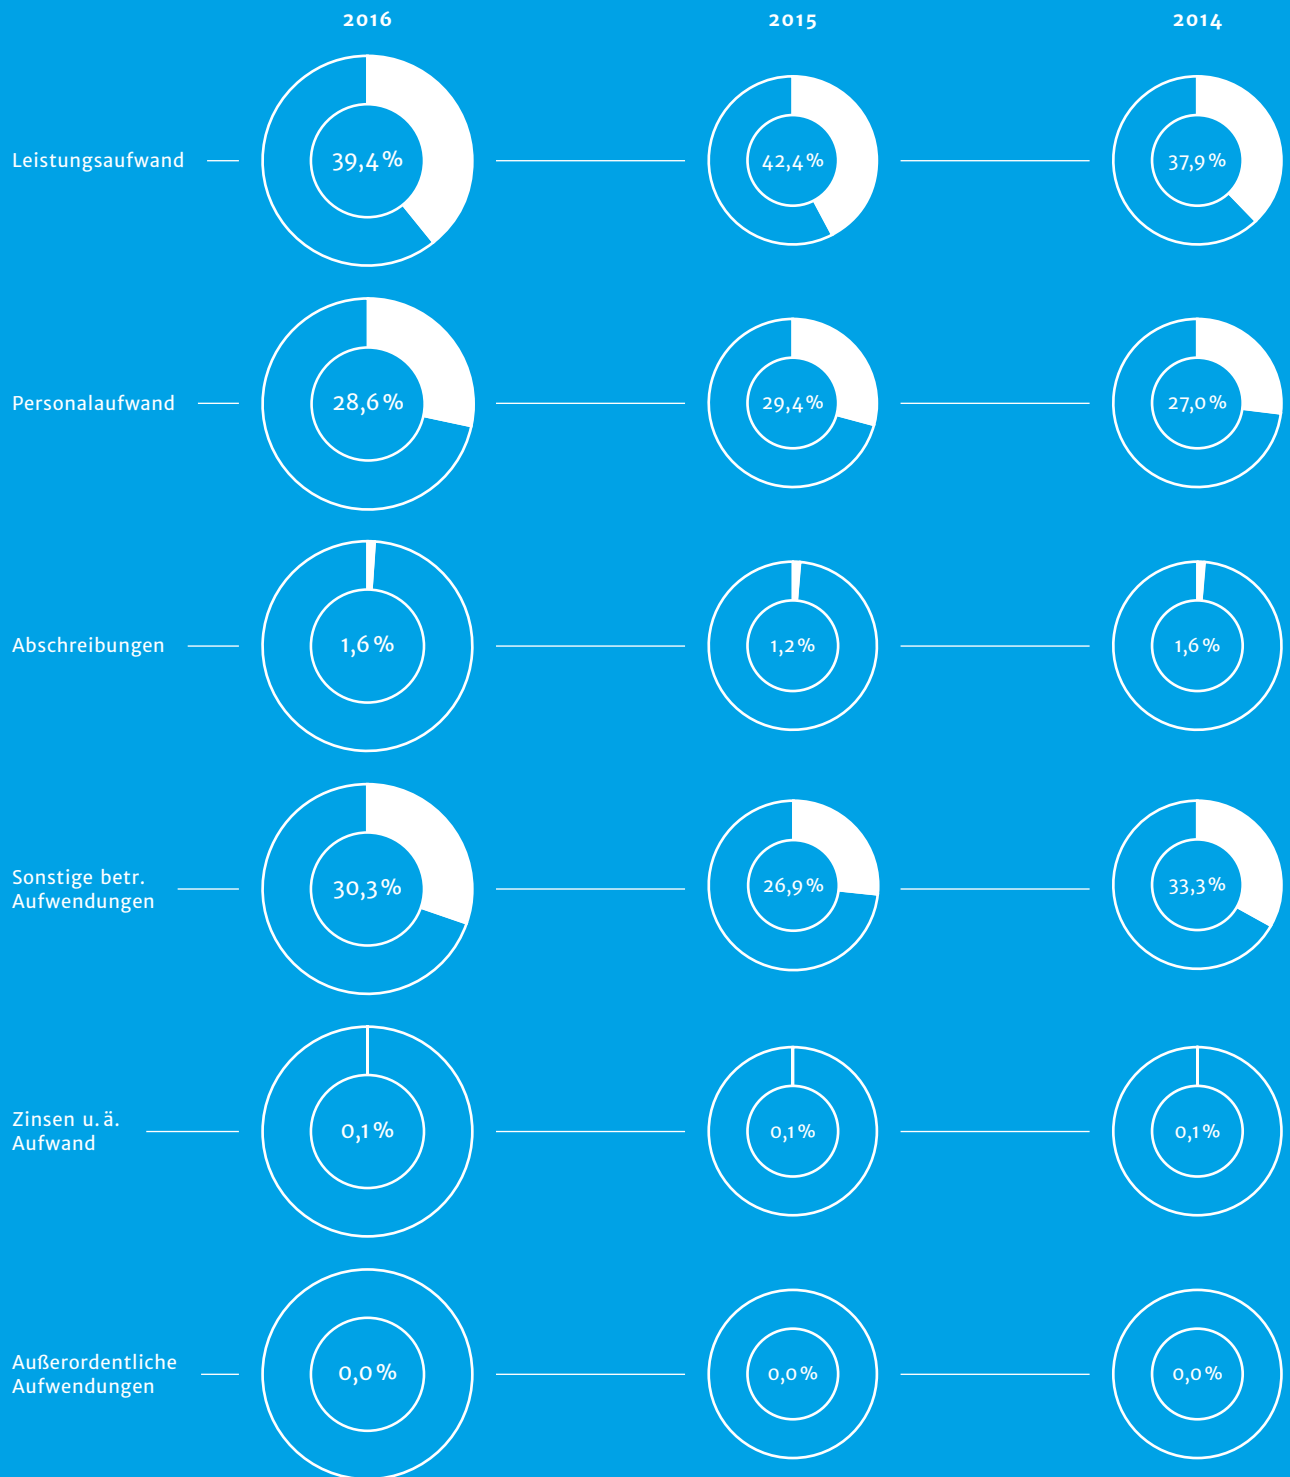 2016 2015 2014
Leistungsaufwand 39,4 % 42,4 % 37,9 %
Personalaufwand 28,6 % 29,4 % 27,0 %
Abschreibungen 1,6 % 1,2 % 1,6 %
Sonstige betr.
Aufwendungen 30,3 % 26,9 % 33,3 %
Zinsen u. ä.
Aufwand 0,1 % 0,1 % 0,1 %
Außerordentliche
Aufwendungen 0,0 % 0,0 % 0,0 %